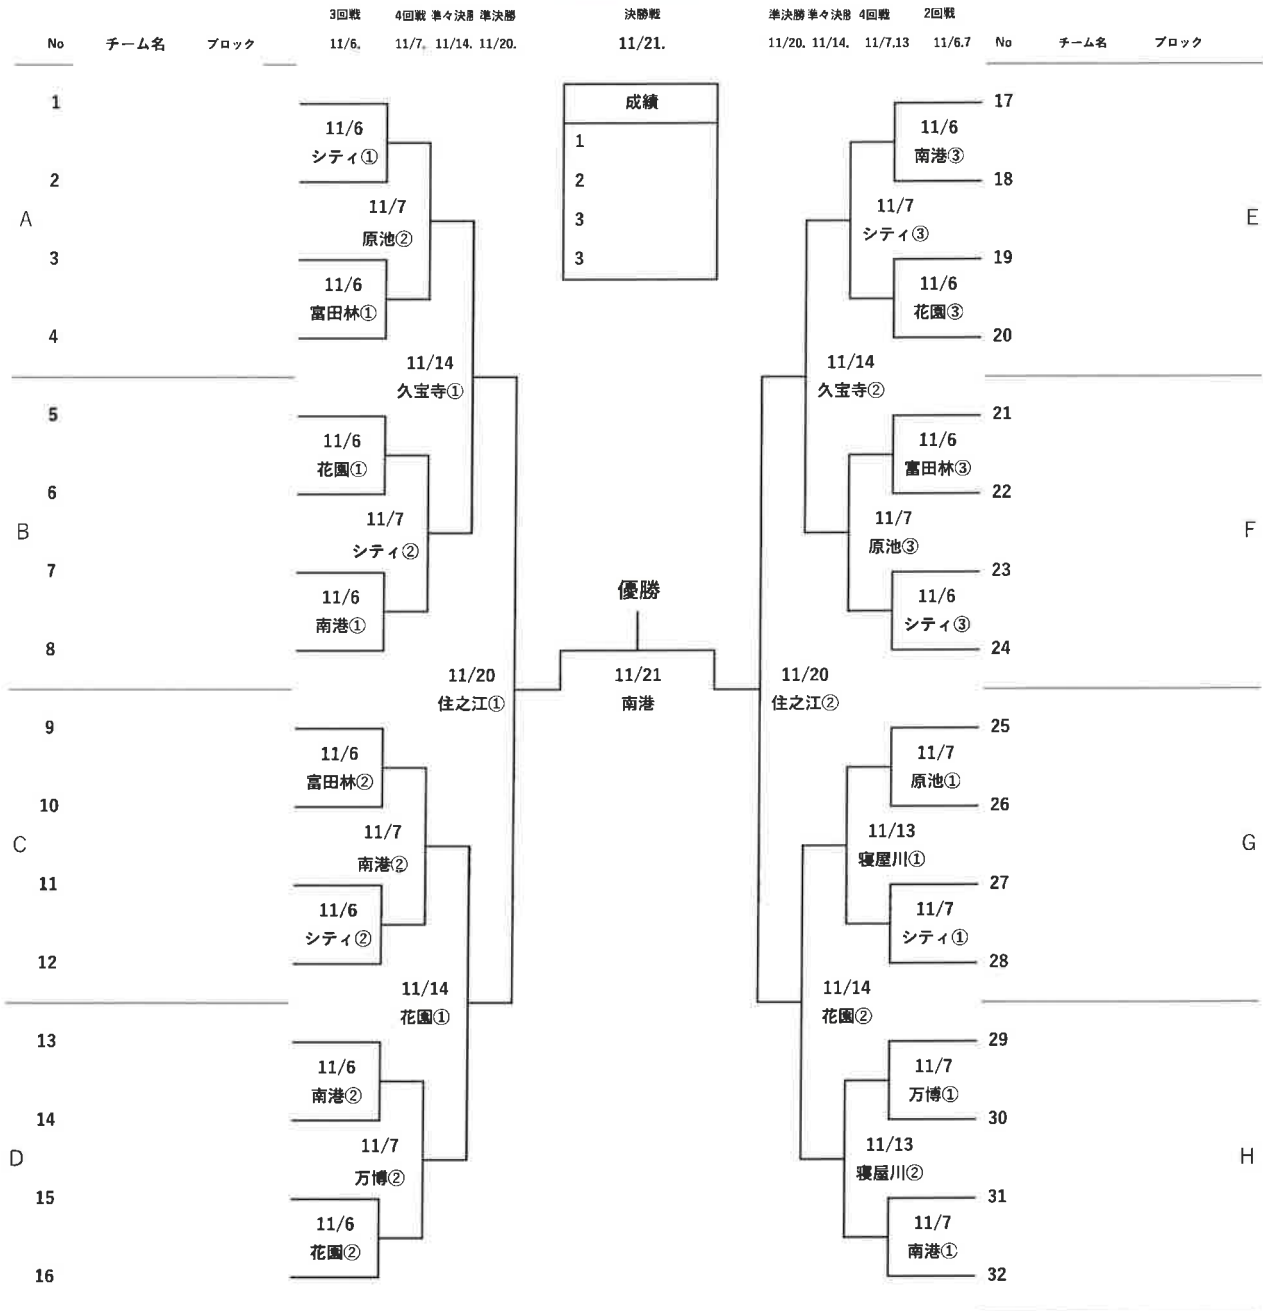 3回戦 4回戦 準々決勝 準決勝 決勝戦 準決勝 準々決勝 4回戦 2回戦
No チーム名 ブロック 11/6. 11/7. 11/14. 11/20. 11/21. 11/20. 11/14. 11/7.13 11/6.7 No チーム名 ブロック
成績
1
2
3
3
A
1
11/6
シティ①
2
11/7
原池②
3
11/6
富田林①
4
11/14
久宝寺①
B
5
11/6
花園①
6
11/7
シティ②
7
11/6
南港①
8
11/20
住之江①
C
9
11/6
富田林②
10
11/7
南港②
11
11/6
シティ②
12
11/14
花園①
D
13
11/6
南港②
14
11/7
万博②
15
11/6
花園②
16
優勝
11/21
南港
E
17
11/6
南港③
18
11/7
シティ③
19
11/6
花園③
20
11/14
久宝寺②
F
21
11/6
富田林③
22
11/7
原池③
23
11/6
シティ③
24
11/20
住之江②
G
25
11/7
原池①
26
11/13
寝屋川①
27
11/7
シティ①
28
11/14
花園②
H
29
11/7
万博①
30
11/13
寝屋川②
31
11/7
南港①
32